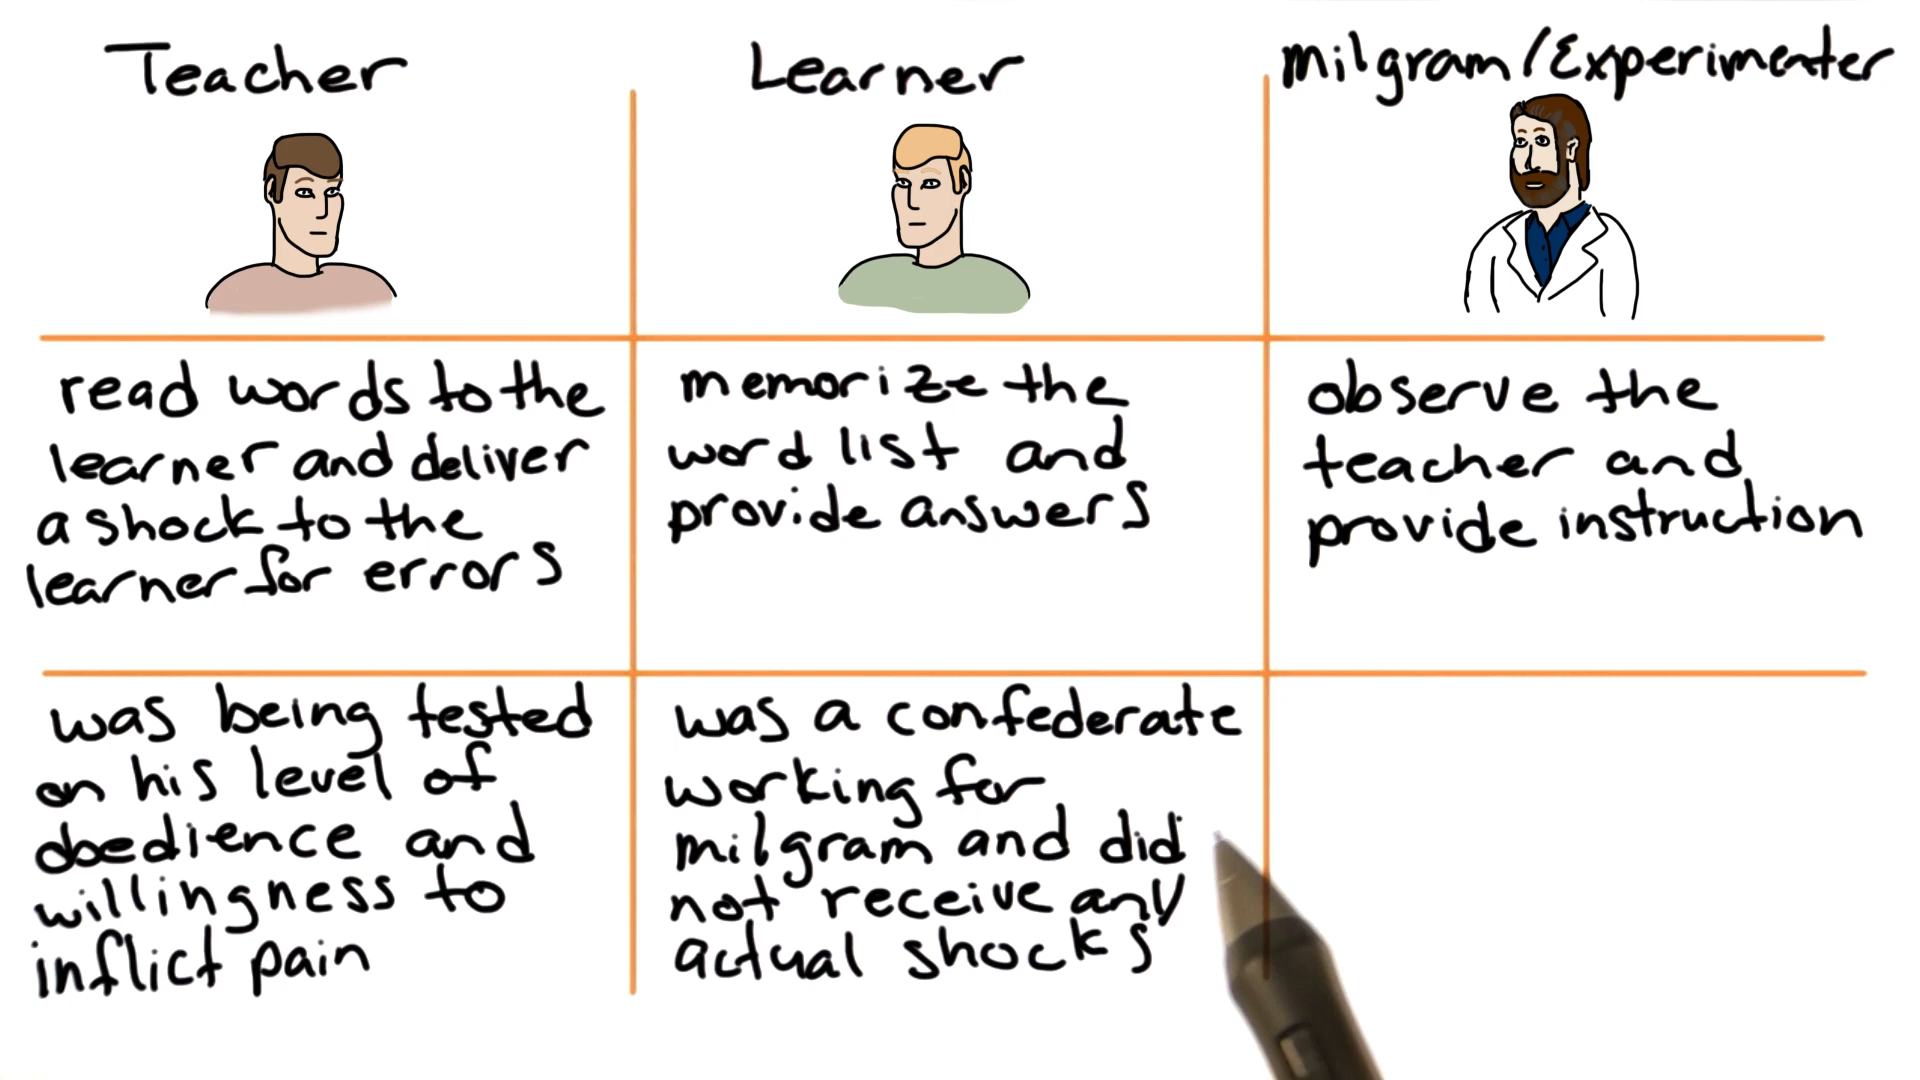 Teacher
Learner
Milgram/Experimenter
read words to the
learner and deliver
a shock to the
learner for errors
memorize the
word list and
provide answers
observe the
teacher and
provide instruction
was being tested
on his level of
obedience and
willingness to
inflict pain
was a confederate
working for
milgram and did
not receive any
actual shocks